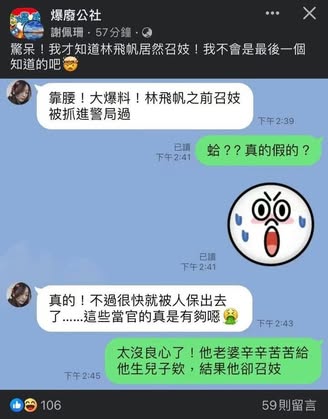 爆廢公社
謝佩珊・57分鐘・
驚呆！我才知道林飛帆居然召妓！我不會是最後一個
知道的吧🤯
靠腰！大爆料！林飛帆之前召妓
被抓進警局過
下午2:39
已讀
下午2:41
蛤??真的假的？
已讀
下午2:41
真的！不過很快就被人保出去
了......這些當官的真是有夠噁🤮
下午2:43
下午2:45
太沒良心了！他老婆辛辛苦苦給
他生兒子欸，結果他卻召妓
106
59則留言